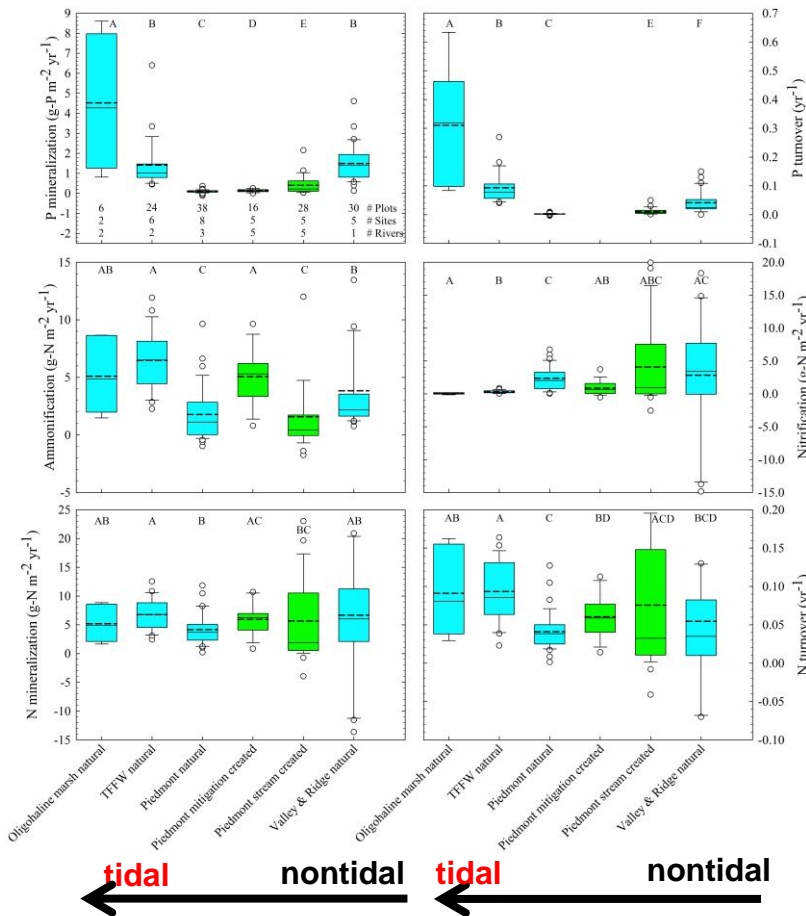 P mineralization (g-P m⁻² yr⁻¹)
9
8
7
6
5
4
3
2
1
0
-1
-2
A B C D E B
6 24 38 16 28 30 # Plots
2 6 8 5 5 5 # Sites
2 2 3 5 5 1 # Rivers
A B C E F
0.7
0.6
0.5
0.4
0.3
0.2
0.1
0.0
0.1
P turnover (yr⁻¹)
Ammonification (g-N m⁻² yr⁻¹)
15
10
5
0
-5
AB A C A C B
A B C AB ABC AC
20.0
15.0
10.0
5.0
0.0
-5.0
-10.0
-15.0
Nitrification (g-N m⁻² yr⁻¹)
N mineralization (g-N m⁻² yr⁻¹)
25
20
15
10
5
0
-5
-10
-15
AB A B AC BC AB
AB A C BD ACD BCD
0.20
0.15
0.10
0.05
0.00
-0.05
-0.10
N turnover (yr⁻¹)
Oligohaline marsh natural
TFFW natural
Piedmont natural
Piedmont mitigation created
Piedmont stream created
Valley & Ridge natural
Oligohaline marsh natural
TFFW natural
Piedmont natural
Piedmont mitigation created
Piedmont stream created
Valley & Ridge natural
tidal nontidal
tidal nontidal